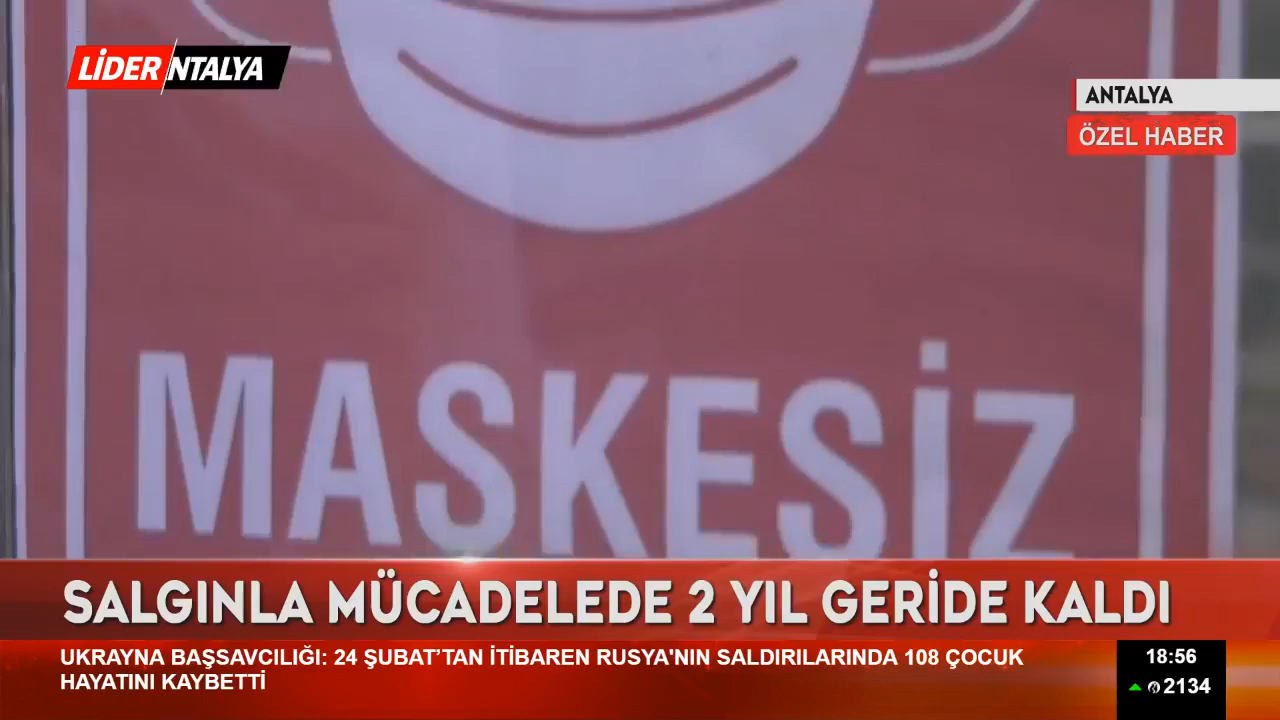 LİDER NTALYA
ANTALYA
ÖZEL HABER
MASKESİZ
SALGINLA MÜCADELEDE 2 YIL GERİDE KALDI
UKRAYNA BAŞSAVCILIĞI: 24 ŞUBAT’TAN İTİBAREN RUSYA'NIN SALDIRILARINDA 108 ÇOCUK
HAYATINI KAYBETTİ
18:56
2134